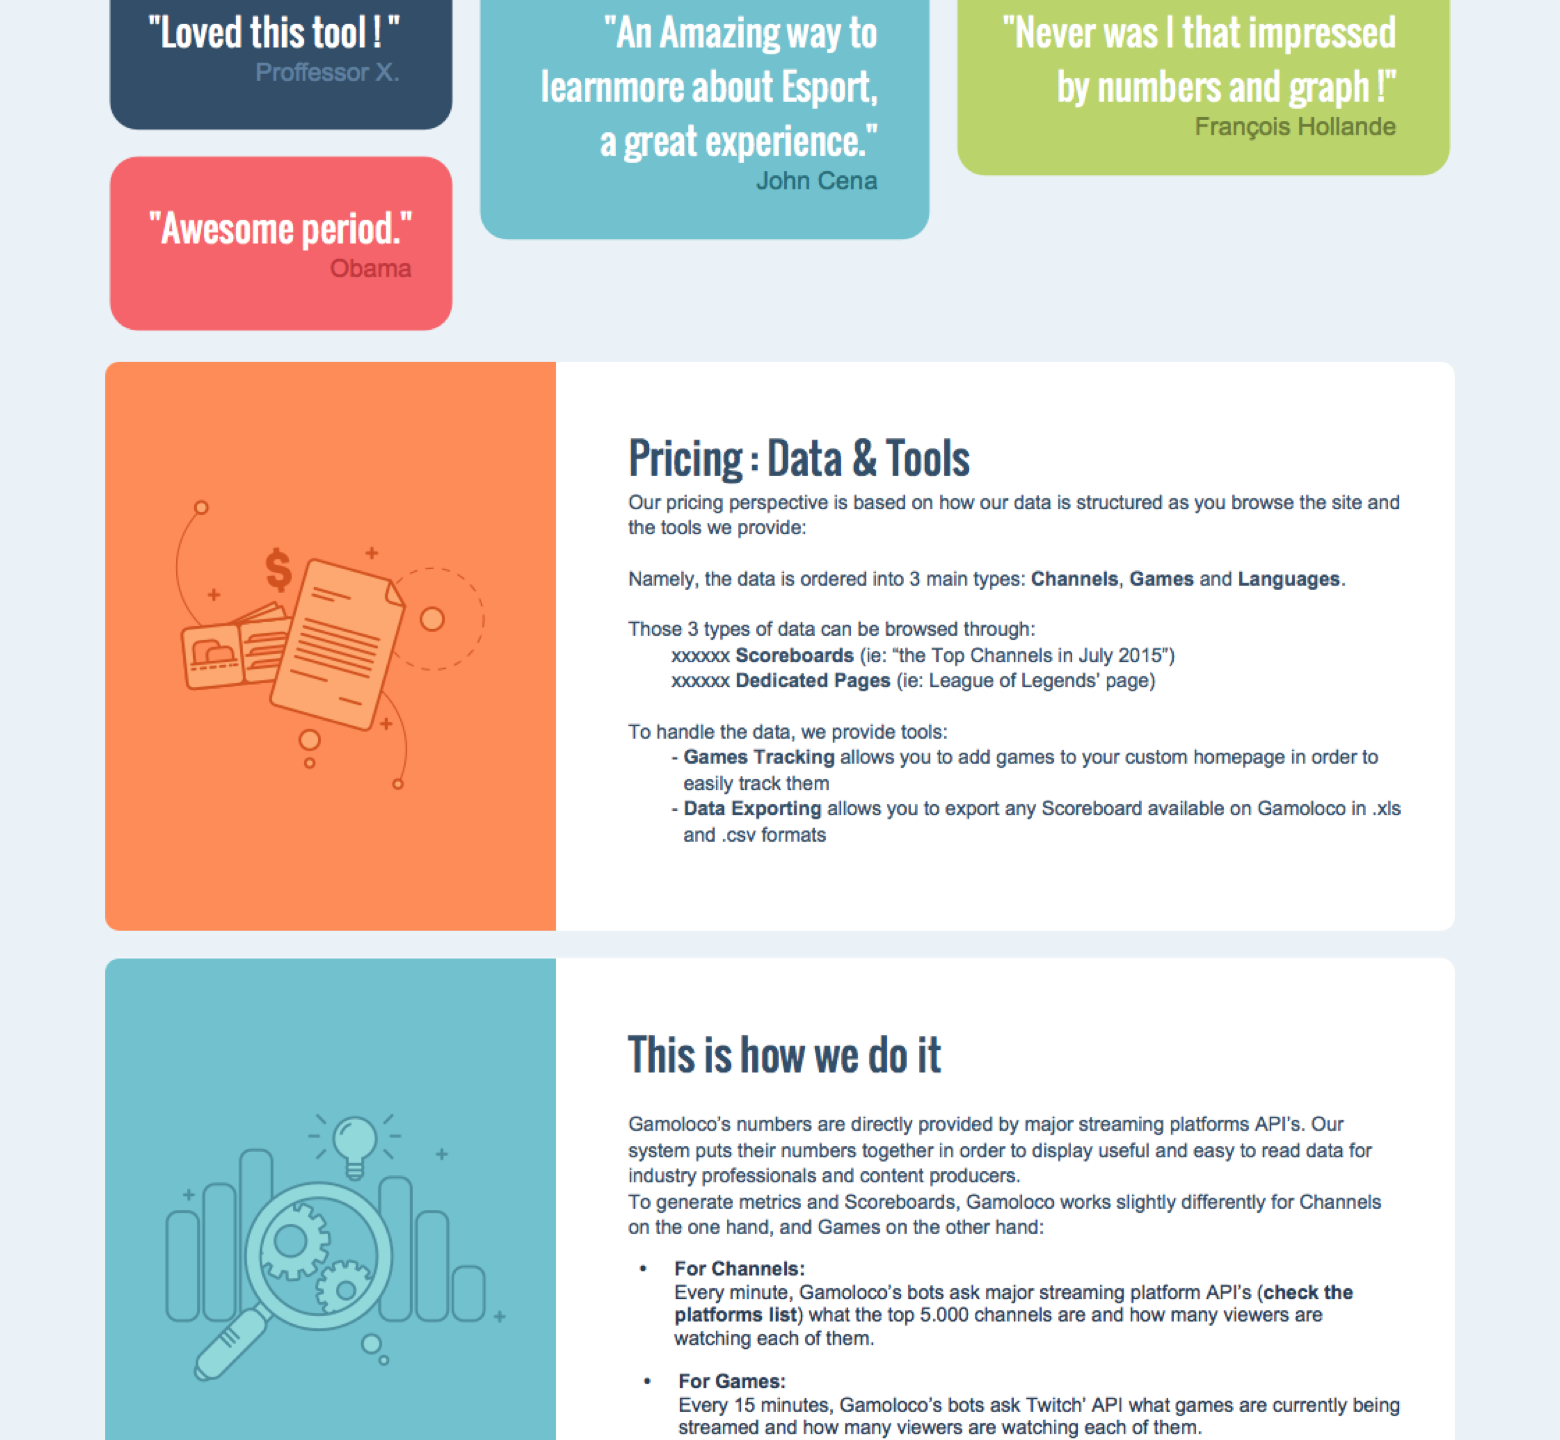 "Loved this tool ! "
Proffessor X.
"Awesome period."
Obama
"An Amazing way to
learnmore about Esport,
a great experience."
John Cena
"Never was I that impressed
by numbers and graph !"
François Hollande
$
Pricing : Data & Tools
Our pricing perspective is based on how our data is structured as you browse the site and
the tools we provide:
Namely, the data is ordered into 3 main types: Channels, Games and Languages.
Those 3 types of data can be browsed through:
xxxxxx Scoreboards (ie: “the Top Channels in July 2015”)
xxxxxx Dedicated Pages (ie: League of Legends’ page)
To handle the data, we provide tools:
- Games Tracking allows you to add games to your custom homepage in order to
easily track them
- Data Exporting allows you to export any Scoreboard available on Gamoloco in .xls
and .csv formats
This is how we do it
Gamoloco’s numbers are directly provided by major streaming platforms API’s. Our
system puts their numbers together in order to display useful and easy to read data for
industry professionals and content producers.
To generate metrics and Scoreboards, Gamoloco works slightly differently for Channels
on the one hand, and Games on the other hand:
• For Channels:
Every minute, Gamoloco’s bots ask major streaming platform API’s (check the
platforms list) what the top 5.000 channels are and how many viewers are
watching each of them.
• For Games:
Every 15 minutes, Gamoloco’s bots ask Twitch’ API what games are currently being
streamed and how many viewers are watching each of them.